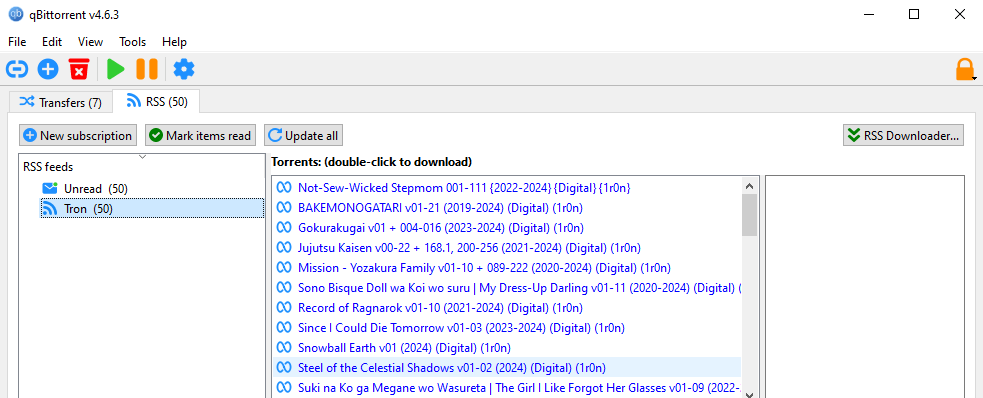 qBittorrent v4.6.3
File Edit View Tools Help
Transfers (7) RSS (50)
New subscription Mark items read Update all RSS Downloader...
RSS feeds
Unread (50)
Tron (50)
Torrents: (double-click to download)
Not-Sew-Wicked Stepmom 001-111 {2022-2024} {Digital} {1r0n}
BAKEMONOGATARI v01-21 (2019-2024) (Digital) (1r0n)
Gokurakugai v01 + 004-016 (2023-2024) (Digital) (1r0n)
Jujutsu Kaisen v00-22 + 168.1, 200-256 (2021-2024) (Digital) (1r0n)
Mission - Yozakura Family v01-10 + 089-222 (2020-2024) (Digital) (1r0n)
Sono Bisque Doll wa Koi wo suru | My Dress-Up Darling v01-11 (2020-2024) (Digital) (
Record of Ragnarok v01-10 (2021-2024) (Digital) (1r0n)
Since I Could Die Tomorrow v01-03 (2023-2024) (Digital) (1r0n)
Snowball Earth v01 (2024) (Digital) (1r0n)
Steel of the Celestial Shadows v01-02 (2024) (Digital) (1r0n)
Suki na Ko ga Megane wo Wasureta | The Girl I Like Forgot Her Glasses v01-09 (2022-